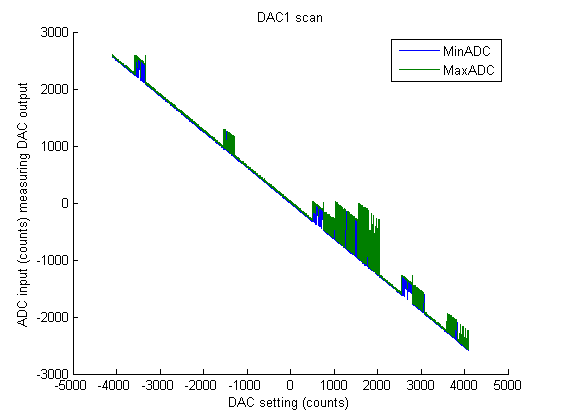 DAC1 scan
MinADC
MaxADC
ADC input (counts) measuring DAC output
3000
2000
1000
0
-1000
-2000
-3000
-5000 -4000 -3000 -2000 -1000 0 1000 2000 3000 4000 5000
DAC setting (counts)